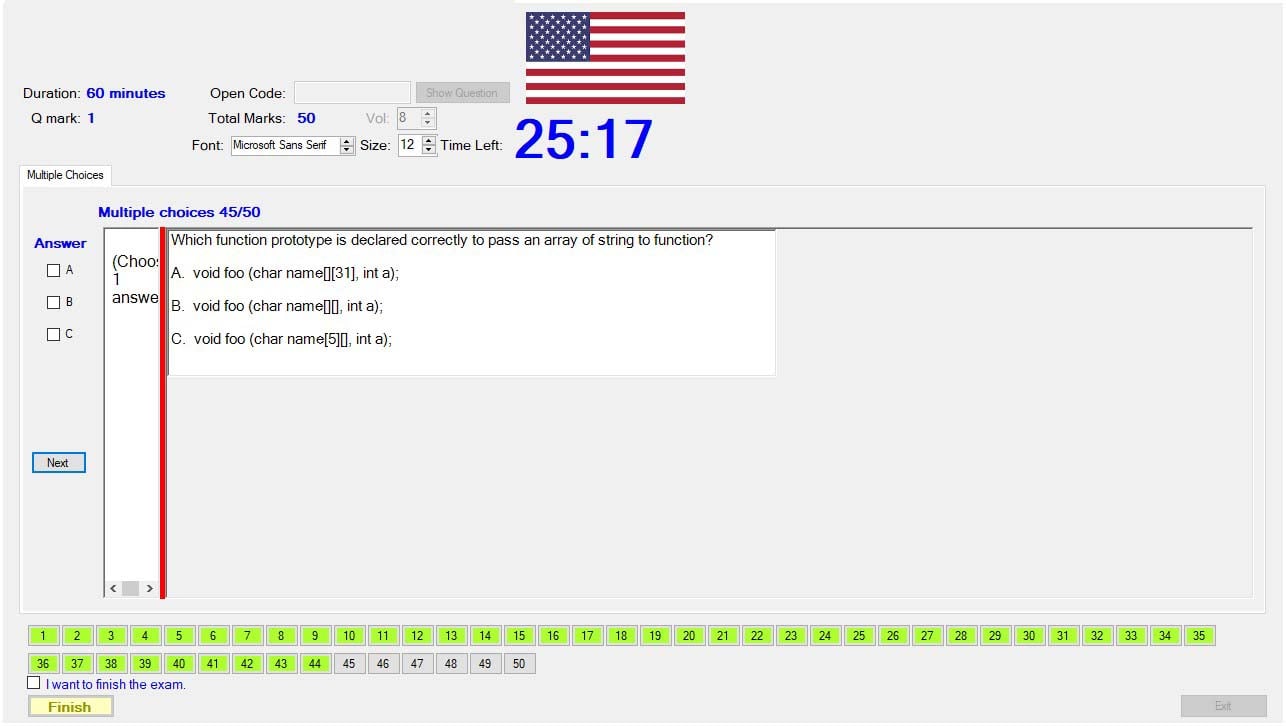 Duration: 60 minutes
Open Code:
Show Question
Q mark: 1
Total Marks: 50
Vol: 8
Font: Microsoft Sans Serif
Size: 12
Time Left: 25:17
Multiple Choices
Multiple choices 45/50
Answer
A
B
C
Next
(Choos
1
answe
Which function prototype is declared correctly to pass an array of string to function?
A. void foo (char name[][31], int a);
B. void foo (char name[][], int a);
C. void foo (char name[5][], int a);
1 2 3 4 5 6 7 8 9 10 11 12 13 14 15 16 17 18 19 20 21 22 23 24 25 26 27 28 29 30 31 32 33 34 35
36 37 38 39 40 41 42 43 44 45 46 47 48 49 50
I want to finish the exam.
Finish
Exit